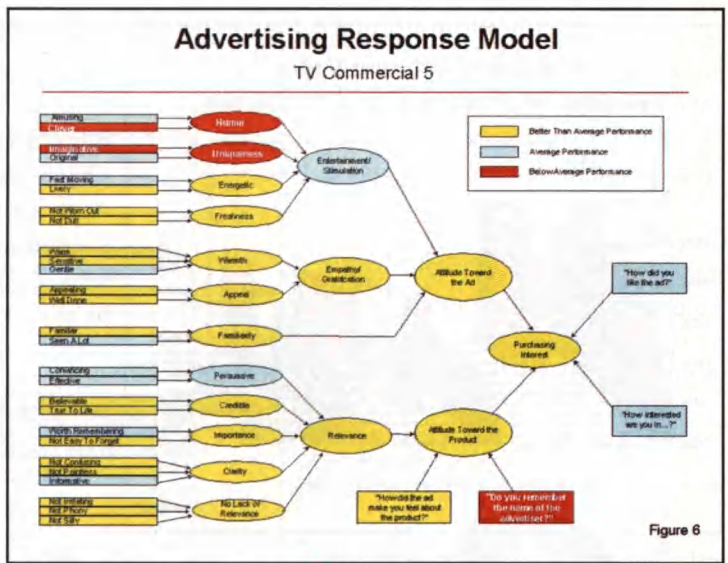 Advertising Response Model
TV Commercial 5
Amusing
Clever
Humor
Imaginative
Original
Uniqueness
Fast Moving
Lively
Energetic
Not Worn Out
Not Dull
Freshness
Entertainment/
Stimulation
Warm
Sensitive
Gentle
Warmth
Appealing
Well Done
Appeal
Empathy/
Gratification
Familiar
Seen A Lot
Familiarity
Attitude Toward
the Ad
Convincing
Effective
Persuasive
Believable
True To Life
Credible
Worth Remembering
Not Easy To Forget
Importance
Not Confusing
Not Pointless
Informative
Clarity
Not Irritating
Not Phony
Not Silly
No Lack of
Relevance
Relevance
Attitude Toward the
Product
Purchasing
Interest
Better Than Average Performance
Average Performance
Below Average Performance
"How did you
like the ad?"
"How interested
are you in...?"
"How did the ad
make you feel about
the product?"
"Do you remember
the name of the
advertiser?"
Figure 6